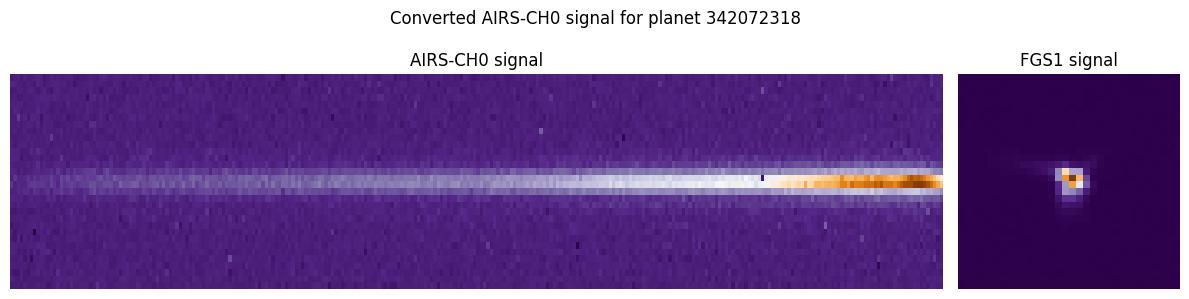 Converted AIRS-CH0 signal for planet 342072318
AIRS-CH0 signal
FGS1 signal